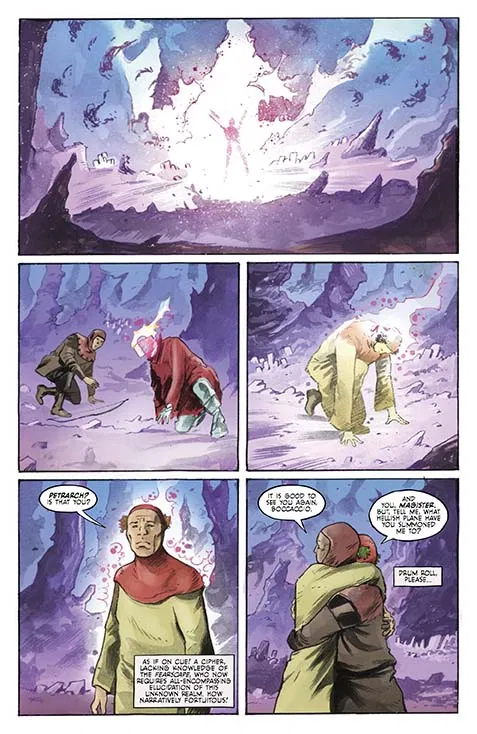 PETRARCH?
IS THAT YOU?
AS IF ON CUE! A CIPHER,
LACKING KNOWLEDGE OF
THE FEARSCAPE, WHO NOW
REQUIRES ALL-ENCOMPASSING
ELUCIDATION OF THIS
UNKNOWN REALM. HOW
NARRATIVELY FORTUITOUS!
IT IS GOOD TO
SEE YOU AGAIN,
BOCCACCIO.
AND
YOU, MAGISTER.
BUT, TELL ME, WHAT
HELLISH PLANE HAVE
YOU SUMMONED
ME TO?
DRUM ROLL,
PLEASE...